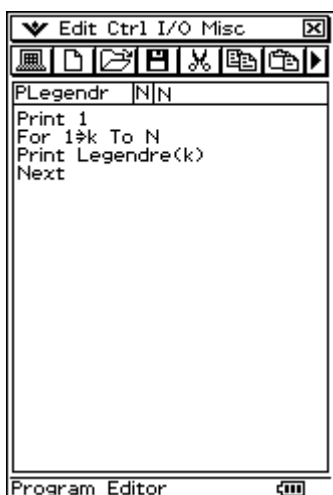 Edit Ctrl I/O Misc
PLegendr N N
Print 1
For 1⇒k To N
Print Legendre(k)
Next
Program Editor